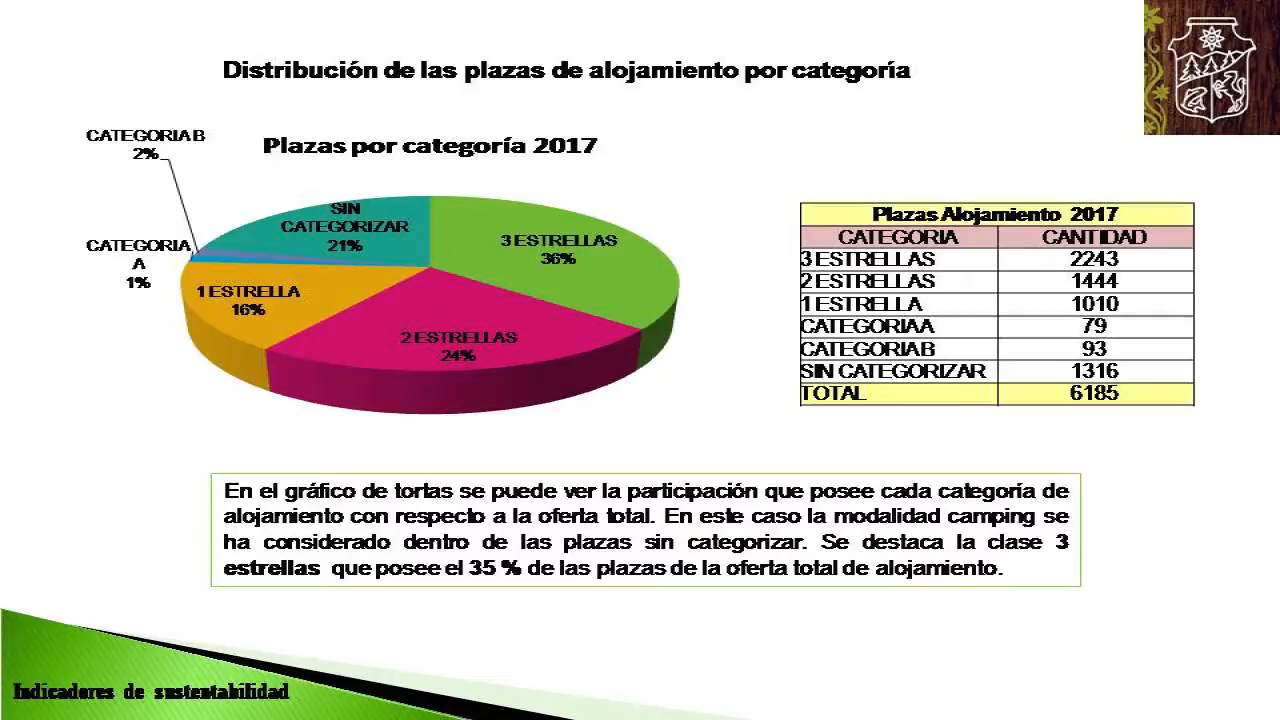 Distribución de las plazas de alojamiento por categoría
Plazas por categoría 2017
CATEGORIA B
2%
SIN
CATEGORIZAR
21%
3 ESTRELLAS
36%
CATEGORIA
A
1%
1 ESTRELLA
16%
2 ESTRELLAS
24%
Plazas Alojamiento 2017
CATEGORIA CANTIDAD
3 ESTRELLAS 2243
2 ESTRELLAS 1444
1 ESTRELLA 1010
CATEGORIA A 79
CATEGORIA B 93
SIN CATEGORIZAR 1316
TOTAL 6185
En el gráfico de tortas se puede ver la participación que posee cada categoría de
alojamiento con respecto a la oferta total. En este caso la modalidad camping se
ha considerado dentro de las plazas sin categorizar. Se destaca la clase 3
estrellas que posee el 35 % de las plazas de la oferta total de alojamiento.
Indicadores de sustentabilidad